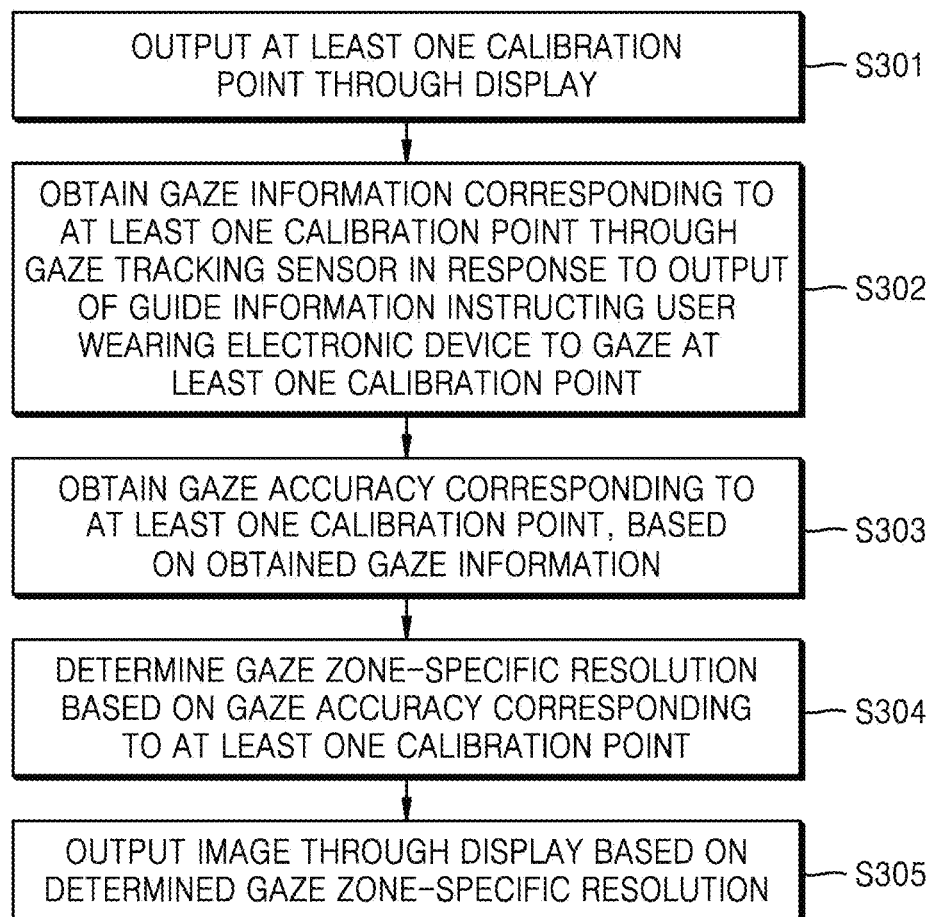 OUTPUT AT LEAST ONE CALIBRATION
POINT THROUGH DISPLAY
S301
OBTAIN GAZE INFORMATION CORRESPONDING TO
AT LEAST ONE CALIBRATION POINT THROUGH
GAZE TRACKING SENSOR IN RESPONSE TO OUTPUT
OF GUIDE INFORMATION INSTRUCTING USER
WEARING ELECTRONIC DEVICE TO GAZE AT
LEAST ONE CALIBRATION POINT
S302
OBTAIN GAZE ACCURACY CORRESPONDING TO
AT LEAST ONE CALIBRATION POINT, BASED
ON OBTAINED GAZE INFORMATION
S303
DETERMINE GAZE ZONE-SPECIFIC RESOLUTION
BASED ON GAZE ACCURACY CORRESPONDING
TO AT LEAST ONE CALIBRATION POINT
S304
OUTPUT IMAGE THROUGH DISPLAY BASED ON
DETERMINED GAZE ZONE-SPECIFIC RESOLUTION
S305